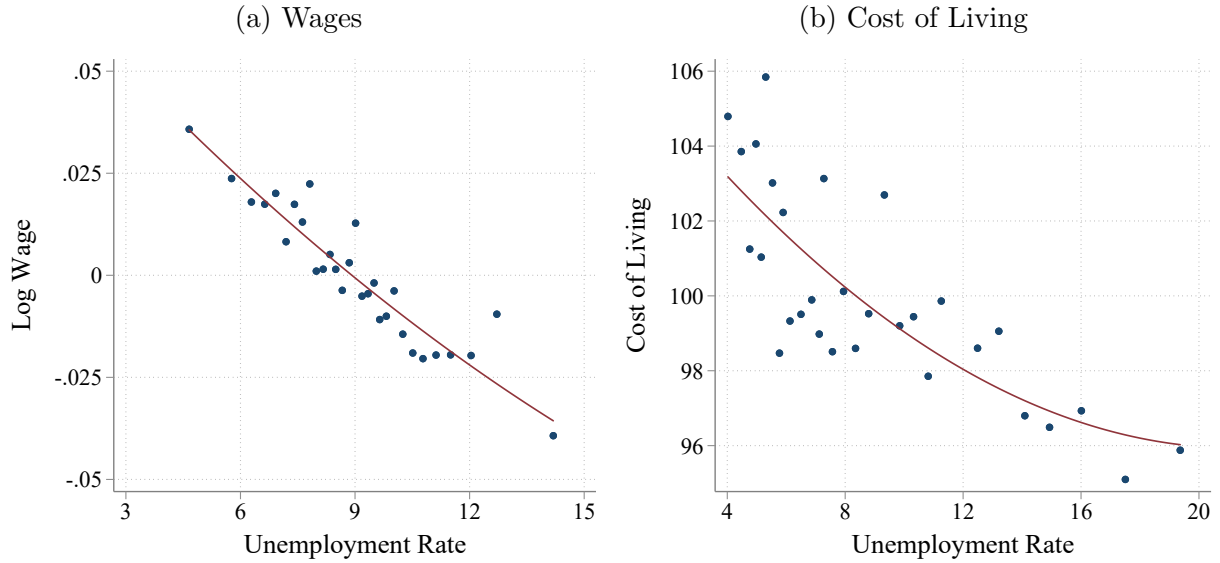 (a) Wages
.05
.025
0
-.025
-.05
Log Wage
3 6 9 12 15
Unemployment Rate
(b) Cost of Living
106
104
102
100
98
96
Cost of Living
4 8 12 16 20
Unemployment Rate